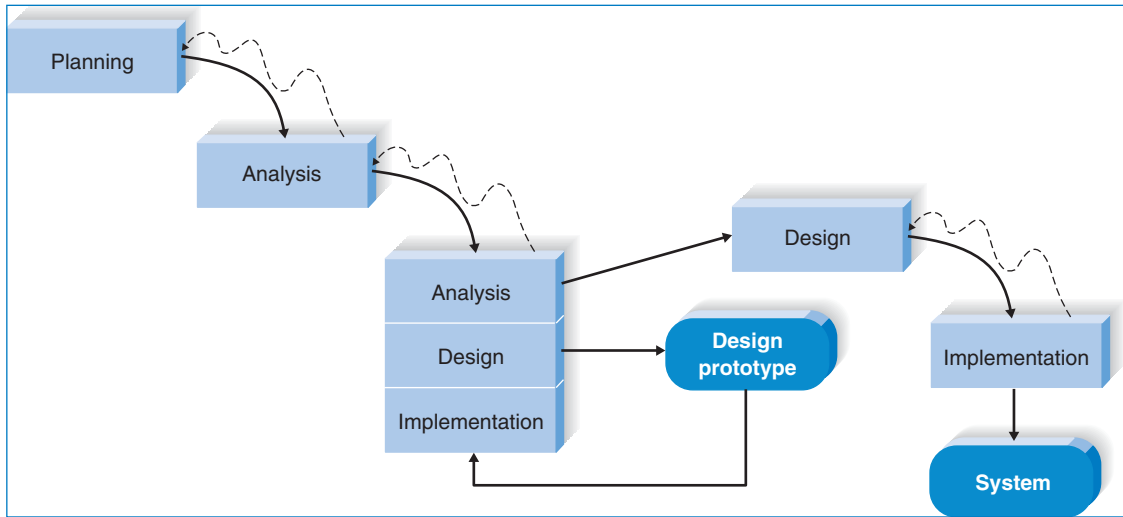 Planning
Analysis
Analysis
Design
Implementation
Design
prototype
Design
Implementation
System